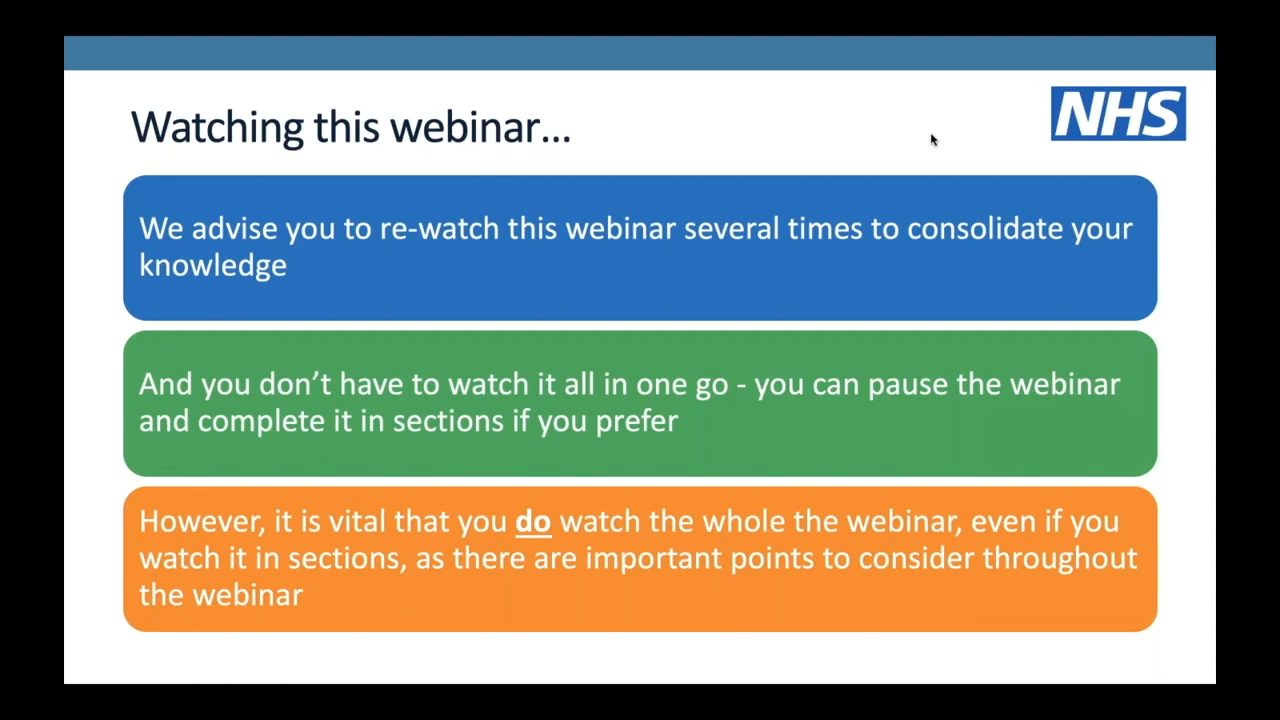 Watching this webinar...
NHS
We advise you to re-watch this webinar several times to consolidate your
knowledge
And you don't have to watch it all in one go - you can pause the webinar
and complete it in sections if you prefer
However, it is vital that you do watch the whole the webinar, even if you
watch it in sections, as there are important points to consider throughout
the webinar